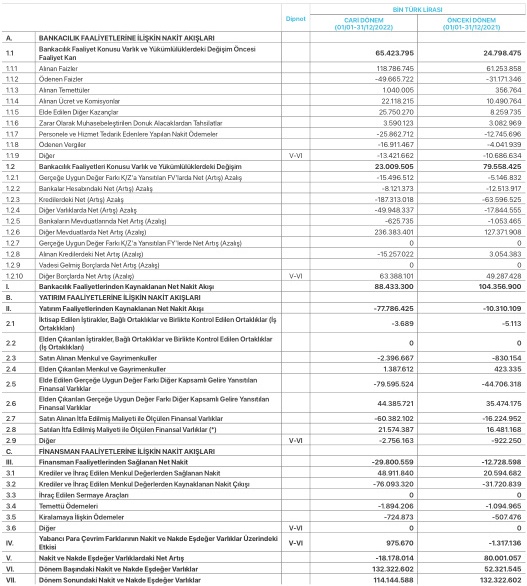 BİN TÜRK LİRASI
Dipnot CARİ DÖNEM ÖNCEKİ DÖNEM
(01/01-31/12/2022) (01/01-31/12/2021)
A. BANKACILIK FAALİYETLERİNE İLİŞKİN NAKİT AKIŞLARI
1.1 Bankacılık Faaliyet Konusu Varlık ve Yükümlülüklerdeki Değişim Öncesi Faaliyet Karı 65.423.795 24.798.475
1.1.1 Alınan Faizler 118.786.745 61.253.858
1.1.2 Ödenen Faizler -49.665.722 -31.171.346
1.1.3 Alınan Temettüler 1.040.005 356.764
1.1.4 Alınan Ücret ve Komisyonlar 22.118.215 10.490.764
1.1.5 Elde Edilen Diğer Kazançlar 25.750.270 8.259.735
1.1.6 Zarar Olarak Muhasebeleştirilen Donuk Alacaklardan Tahsilatlar 3.590.123 3.082.969
1.1.7 Personele ve Hizmet Tedarik Edenlere Yapılan Nakit Ödemeler -25.862.712 -12.745.696
1.1.8 Ödenen Vergiler -16.911.467 -4.041.939
1.1.9 Diğer V-VI -13.421.662 -10.686.634
1.2 Bankacılık Faaliyetleri Konusu Varlık ve Yükümlülüklerdeki Değişim 23.009.505 79.558.425
1.2.1 Gerçeğe Uygun Değer Farkı K/Z'a Yansıtılan FV'larda Net (Artış) Azalış -15.496.512 -5.146.832
1.2.2 Bankalar Hesabındaki Net (Artış) Azalış -8.121.373 -12.513.917
1.2.3 Kredilerdeki Net (Artış) Azalış -187.313.018 -63.596.525
1.2.4 Diğer Varlıklarda Net (Artış) Azalış -49.948.337 -17.844.555
1.2.5 Bankaların Mevduatlarında Net Artış (Azalış) -625.735 -1.053.465
1.2.6 Diğer Mevduatlarda Net Artış (Azalış) 236.383.401 127.371.908
1.2.7 Gerçeğe Uygun Değer Farkı K/Z'a Yansıtılan FY'lerde Net Artış (Azalış) 0 0
1.2.8 Alınan Kredilerdeki Net Artış (Azalış) -15.257.022 3.054.383
1.2.9 Vadesi Gelmiş Borçlarda Net Artış (Azalış) 0 0
1.2.10 Diğer Borçlarda Net Artış (Azalış) V-VI 63.388.101 49.287.428
I. Bankacılık Faaliyetlerinden Kaynaklanan Net Nakit Akışı 88.433.300 104.356.900
B. YATIRIM FAALİYETLERİNE İLİŞKİN NAKİT AKIŞLARI
II. Yatırım Faaliyetlerinden Kaynaklanan Net Nakit Akışı -77.786.425 -10.310.109
2.1 İktisap Edilen İştirakler, Bağlı Ortaklıklar ve Birlikte Kontrol Edilen Ortaklıklar (İş Ortaklıkları) -3.689 -5.113
2.2 Elden Çıkarılan İştirakler, Bağlı Ortaklıklar ve Birlikte Kontrol Edilen Ortaklıklar (İş Ortaklıkları) 0 0
2.3 Satın Alınan Menkul ve Gayrimenkuller -2.396.667 -830.154
2.4 Elden Çıkarılan Menkul ve Gayrimenkuller 1.387.612 423.335
2.5 Elde Edilen Gerçeğe Uygun Değer Farkı Diğer Kapsamlı Gelire Yansıtılan Finansal Varlıklar -79.595.524 -44.706.318
2.6 Elden Çıkarılan Gerçeğe Uygun Değer Farkı Diğer Kapsamlı Gelire Yansıtılan Finansal Varlıklar 44.385.721 35.474.175
2.7 Satın Alınan İtfa Edilmiş Maliyeti ile Ölçülen Finansal Varlıklar -60.382.102 -16.224.952
2.8 Satılan İtfa Edilmiş Maliyeti ile Ölçülen Finansal Varlıklar (*) 21.574.387 16.481.168
2.9 Diğer V-VI -2.756.163 -922.250
C. FİNANSMAN FAALİYETLERİNE İLİŞKİN NAKİT AKIŞLARI
III. Finansman Faaliyetlerinden Sağlanan Net Nakit -29.800.559 -12.728.598
3.1 Krediler ve İhraç Edilen Menkul Değerlerden Sağlanan Nakit 48.911.840 20.594.682
3.2 Krediler ve İhraç Edilen Menkul Değerlerden Kaynaklanan Nakit Çıkışı -76.093.320 -31.720.839
3.3 İhraç Edilen Sermaye Araçları 0 0
3.4 Temettü Ödemeleri -1.894.206 -1.094.965
3.5 Kiralamaya İlişkin Ödemeler -724.873 -507.476
3.6 Diğer V-VI 0 0
IV. Yabancı Para Çevrim Farklarının Nakit ve Nakde Eşdeğer Varlıklar Üzerindeki Etkisi V-VI 975.670 -1.317.136
V. Nakit ve Nakde Eşdeğer Varlıklardaki Net Artış -18.178.014 80.001.057
VI. Dönem Başındaki Nakit ve Nakde Eşdeğer Varlıklar 132.322.602 52.321.545
VII. Dönem Sonundaki Nakit ve Nakde Eşdeğer Varlıklar 114.144.588 132.322.602